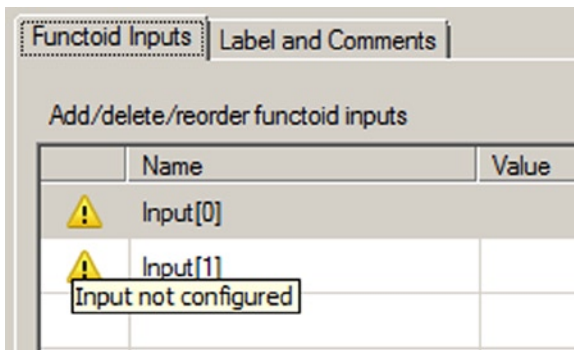 Functoid Inputs Label and Comments
Add/delete/reorder functoid inputs
Name Value
Input[0]
Input[1]
Input not configured